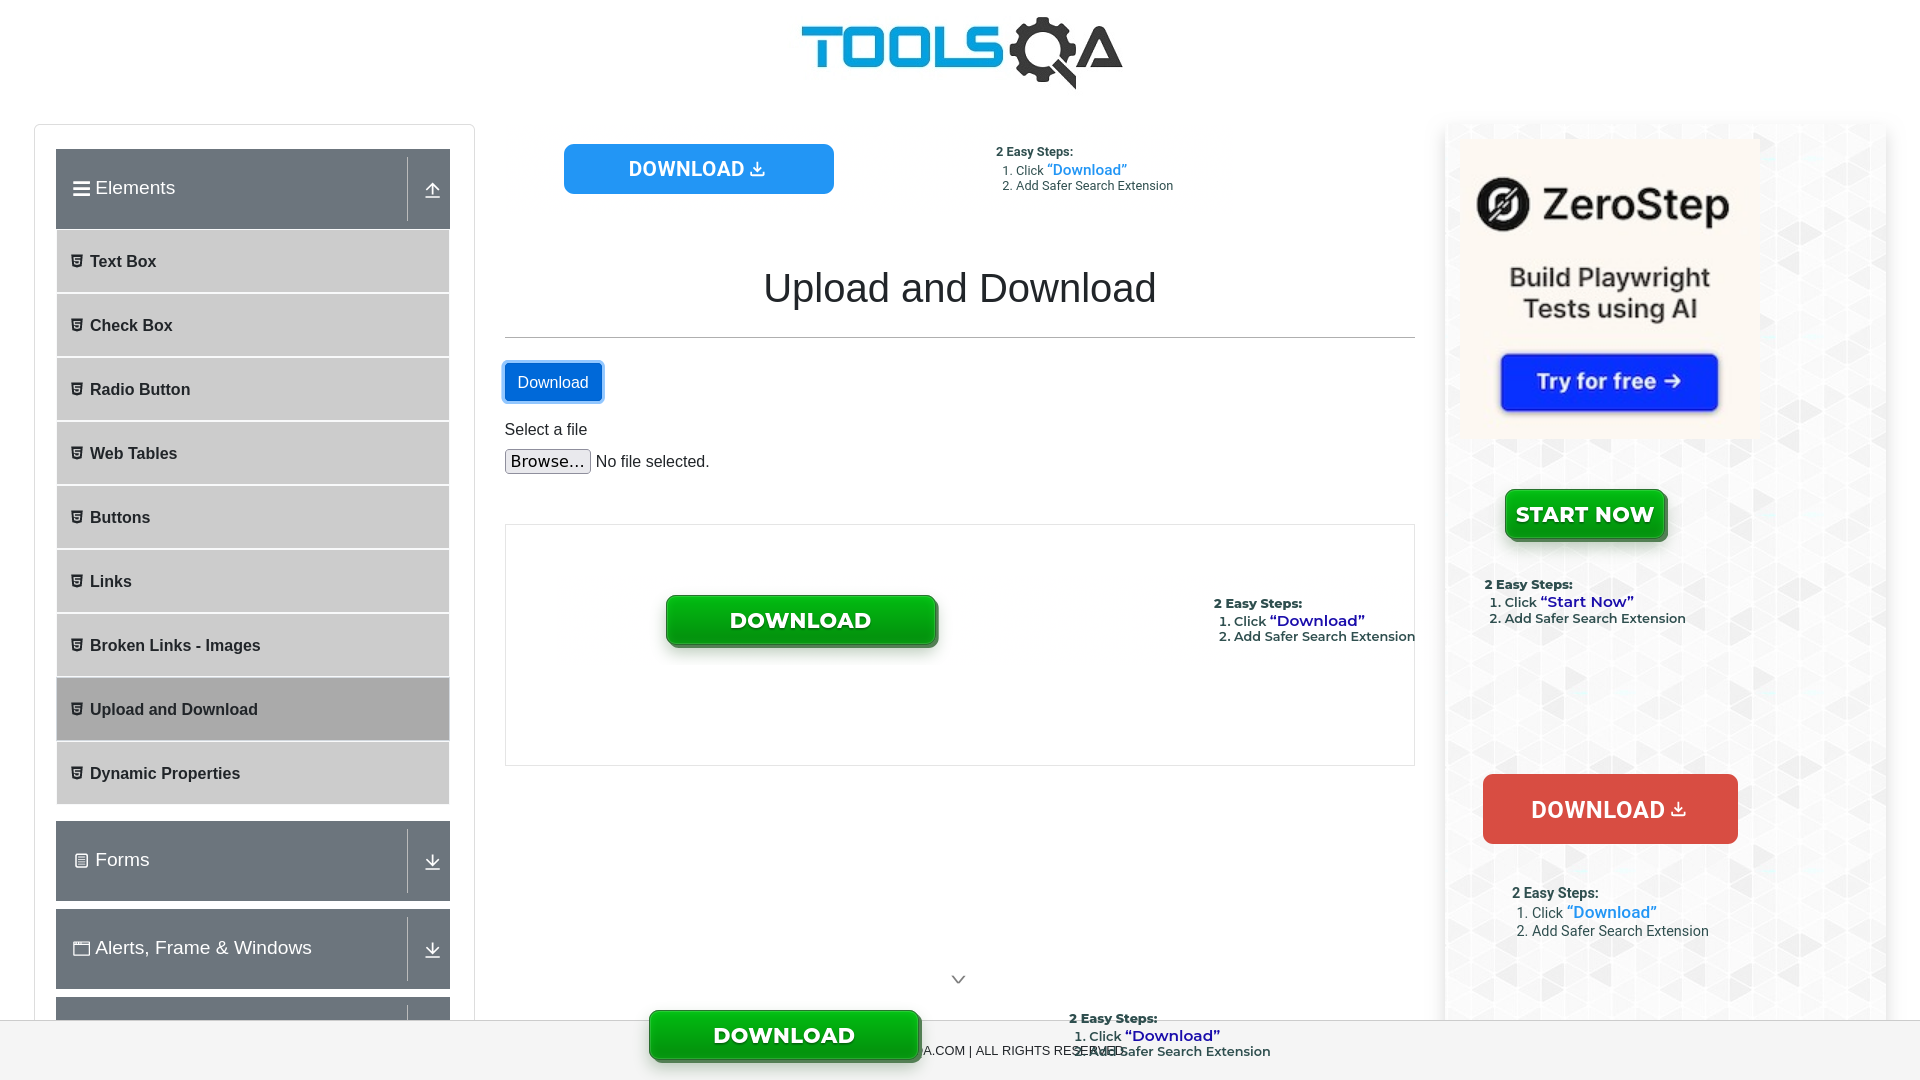 TOOLSQA
Elements
Text Box
Check Box
Radio Button
Web Tables
Buttons
Links
Broken Links - Images
Upload and Download
Dynamic Properties
Forms
Alerts, Frame & Windows
DOWNLOAD
2 Easy Steps:
1. Click “Download”
2. Add Safer Search Extension
Upload and Download
Download
Select a file
Browse... No file selected.
DOWNLOAD
2 Easy Steps:
1. Click “Download”
2. Add Safer Search Extension
ZeroStep
Build Playwright
Tests using AI
Try for free →
START NOW
2 Easy Steps:
1. Click “Start Now”
2. Add Safer Search Extension
DOWNLOAD
2 Easy Steps:
1. Click “Download”
2. Add Safer Search Extension
DOWNLOAD
2 Easy Steps:
1. Click “Download”
2. Add Safer Search Extension
QA.COM | ALL RIGHTS RESERVED.